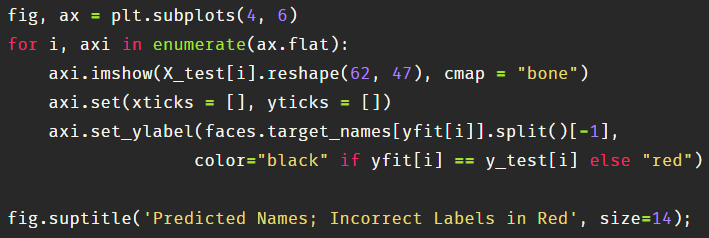 fig, ax = plt.subplots(4, 6)
for i, axi in enumerate(ax.flat):
    axi.imshow(X_test[i].reshape(62, 47), cmap = "bone")
    axi.set(xticks = [], yticks = [])
    axi.set_ylabel(faces.target_names[yfit[i]].split()[-1],
                   color="black" if yfit[i] == y_test[i] else "red")

fig.suptitle('Predicted Names; Incorrect Labels in Red', size=14);